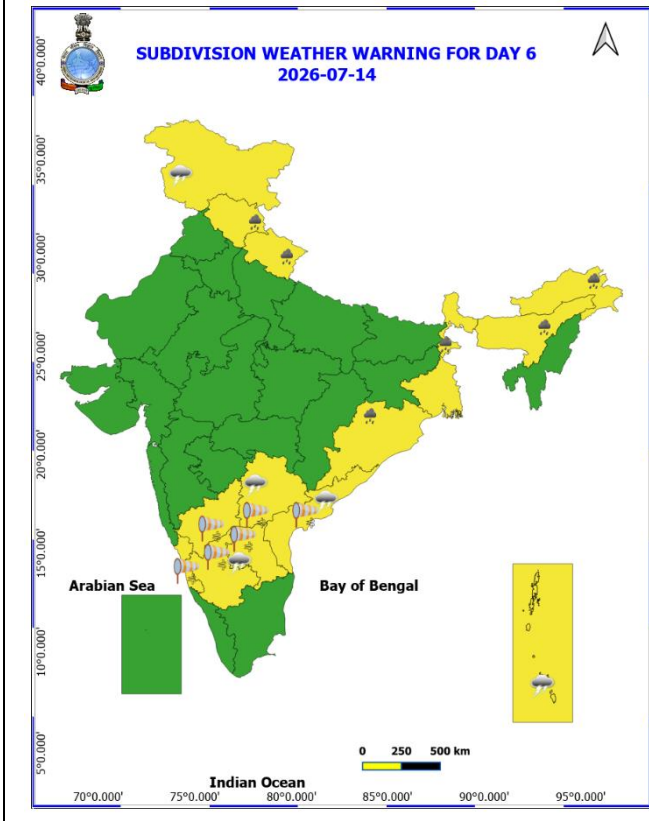 SUBDIVISION WEATHER WARNING FOR DAY 6
2026-07-14
40°0.000'
35°0.000'
30°0.000'
25°0.000'
20°0.000'
15°0.000'
10°0.000'
5°0.000'
Arabian Sea
Bay of Bengal
0 250 500 km
Indian Ocean
70°0.000' 75°0.000' 80°0.000' 85°0.000' 90°0.000' 95°0.000'